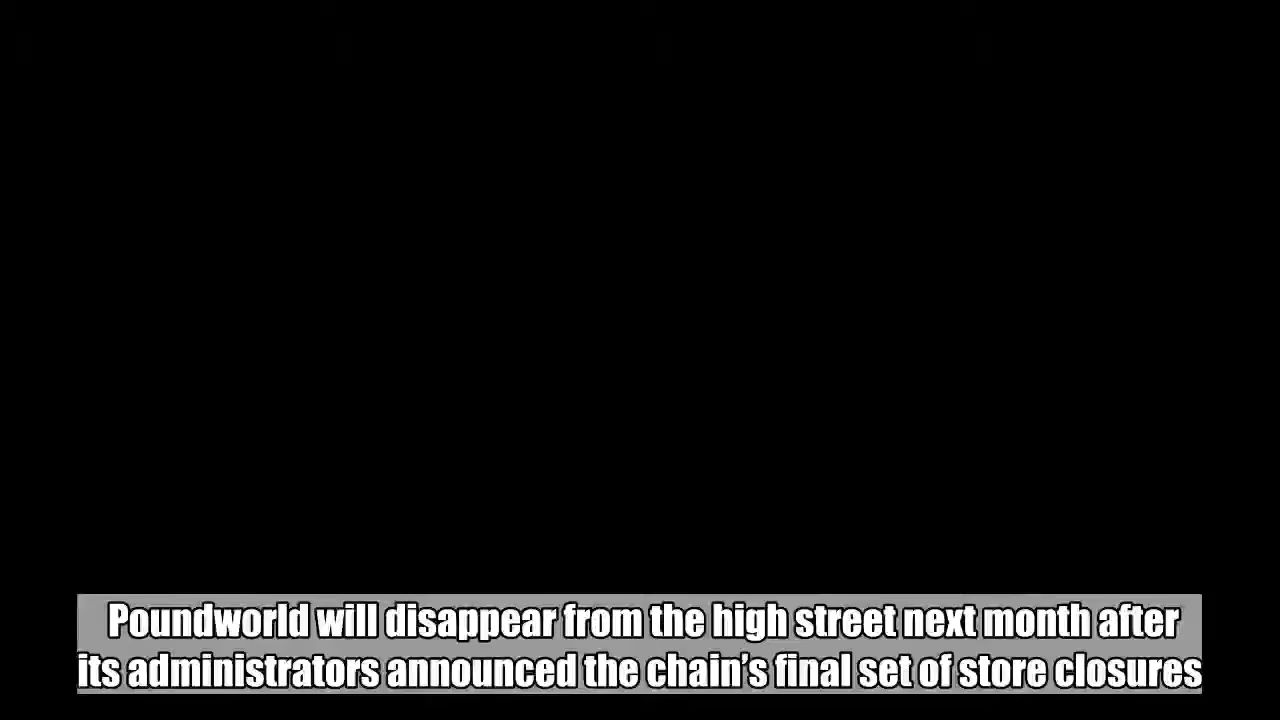 Poundworld will disappear from the high street next month after
its administrators announced the chain’s final set of store closures